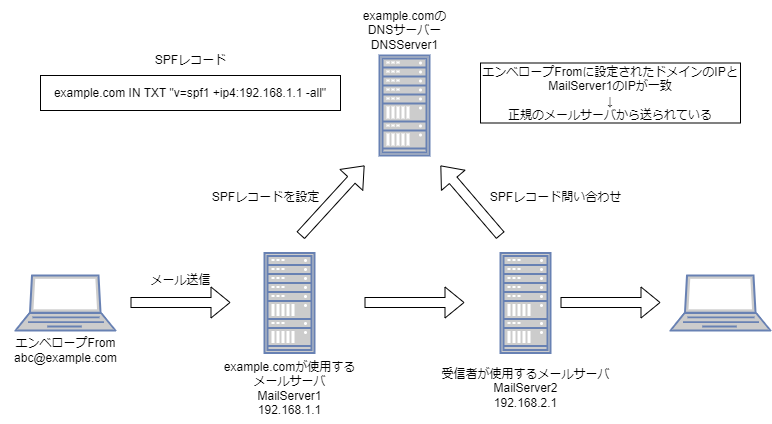 example.comの
DNSサーバー
DNSServer1
SPFレコード
example.com IN TXT "v=spf1 +ip4:192.168.1.1 -all"
エンベロープFromに設定されたドメインのIPと
MailServer1のIPが一致
↓
正規のメールサーバから送られている
SPFレコードを設定
SPFレコード問い合わせ
メール送信
エンベロープFrom
abc@example.com
example.comが使用する
メールサーバ
MailServer1
192.168.1.1
受信者が使用するメールサーバ
MailServer2
192.168.2.1